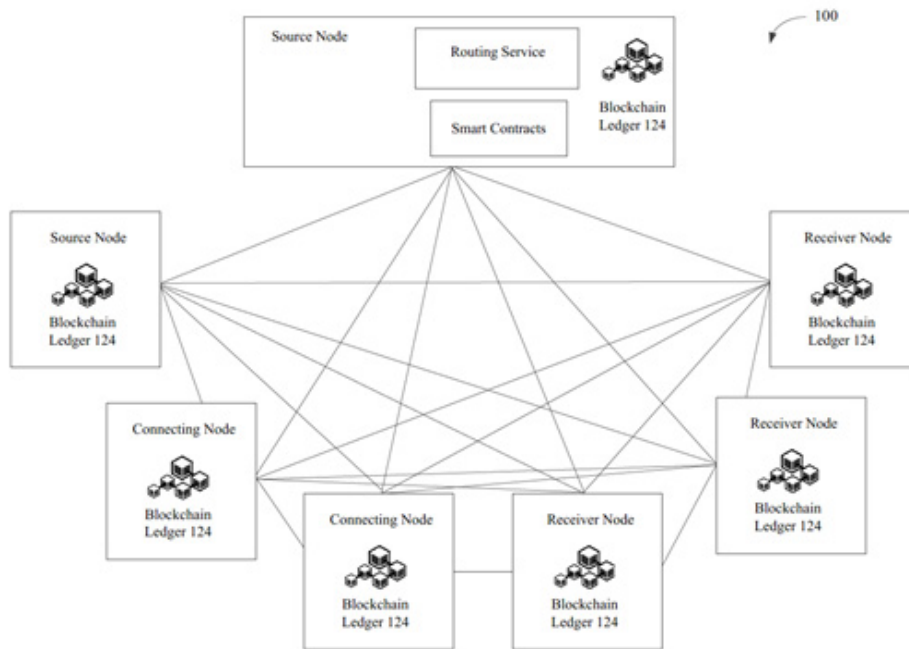 100
Source Node
Routing Service
Blockchain
Ledger 124
Smart Contracts
Source Node
Blockchain
Ledger 124
Receiver Node
Blockchain
Ledger 124
Connecting Node
Blockchain
Ledger 124
Receiver Node
Blockchain
Ledger 124
Connecting Node
Blockchain
Ledger 124
Receiver Node
Blockchain
Ledger 124